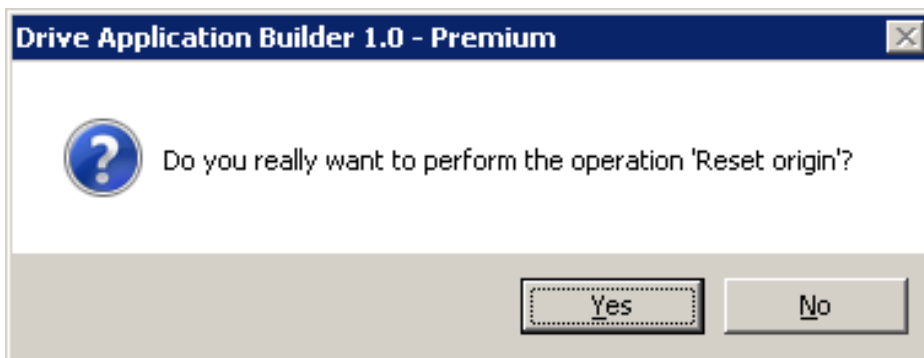 Drive Application Builder 1.0 - Premium
Do you really want to perform the operation 'Reset origin'?
Yes
No